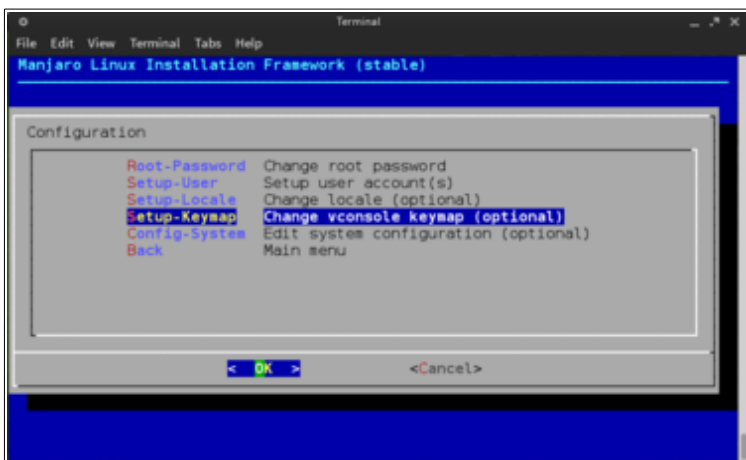 Terminal
File Edit View Terminal Tabs Help
Manjaro Linux Installation Framework (stable)
Configuration
Root-Password Change root password
Setup-User Setup user account(s)
Setup-Locale Change locale (optional)
Setup-Keymap Change vconsole keymap (optional)
Config-System Edit system configuration (optional)
Back Main menu
< OK > <Cancel>